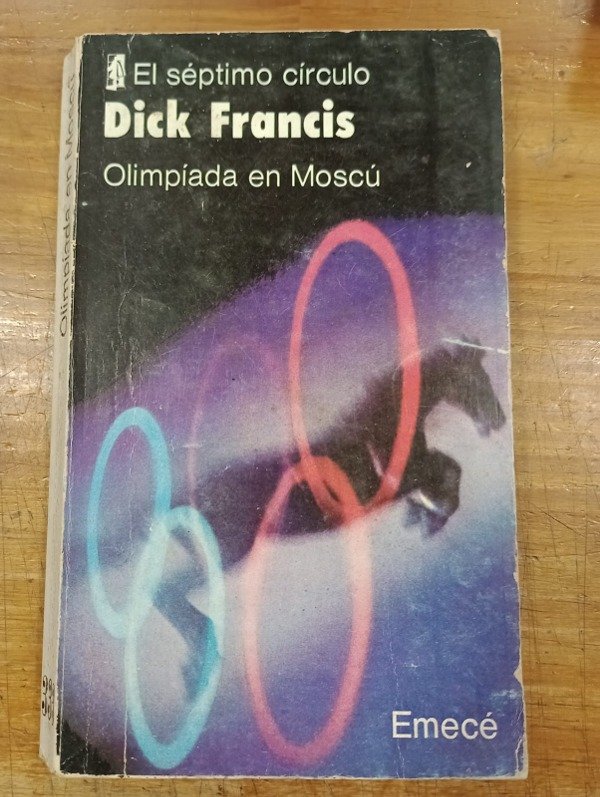 El séptimo círculo
Dick Francis
Olimpíada en Moscú
Emecé
Olimpíada en Moscú